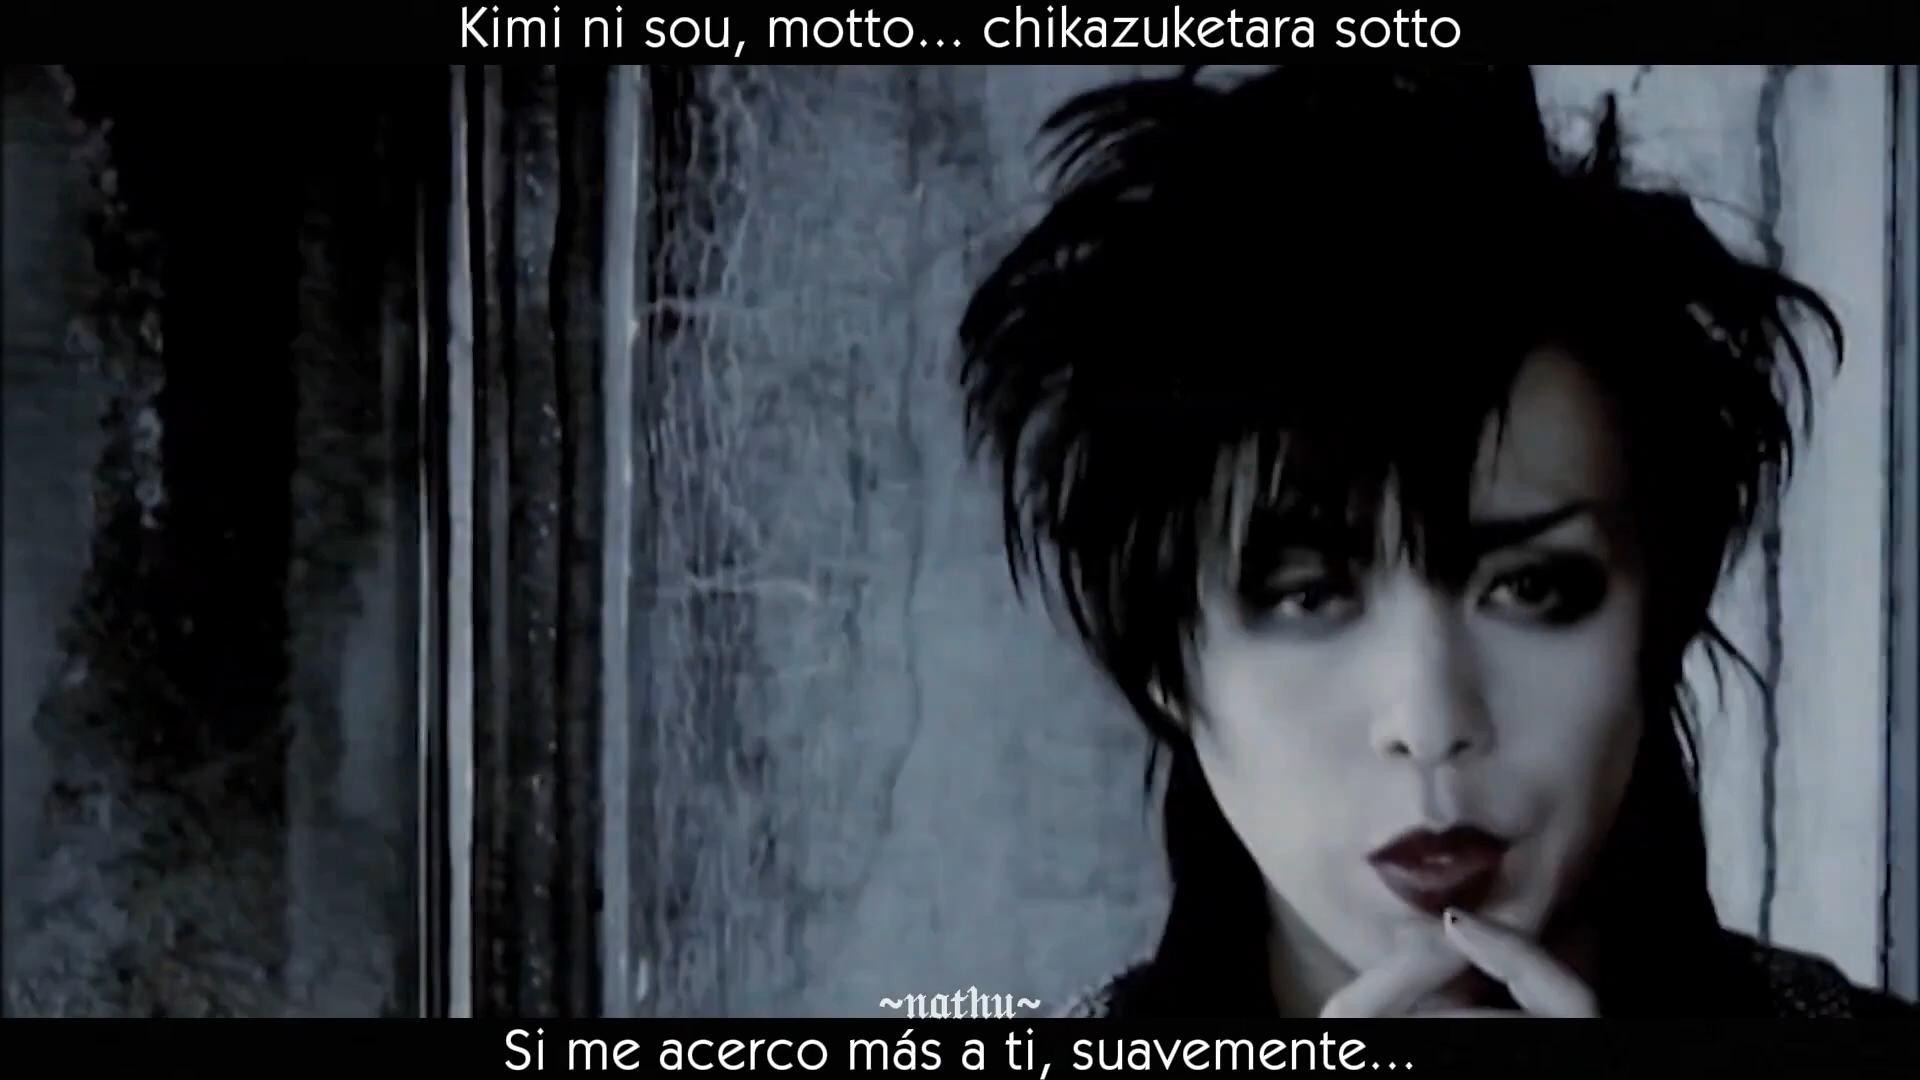 Kimi ni sou, motto... chikazuketara sotto
~nathu~
Si me acerco más a ti, suavemente...